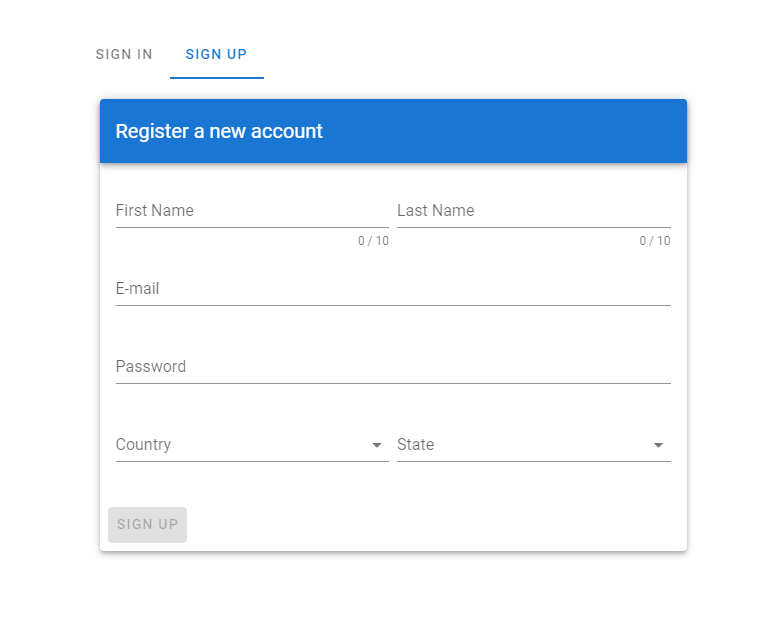 SIGN IN SIGN UP
Register a new account
First Name Last Name
0 / 10 0 / 10
E-mail
Password
Country State
SIGN UP